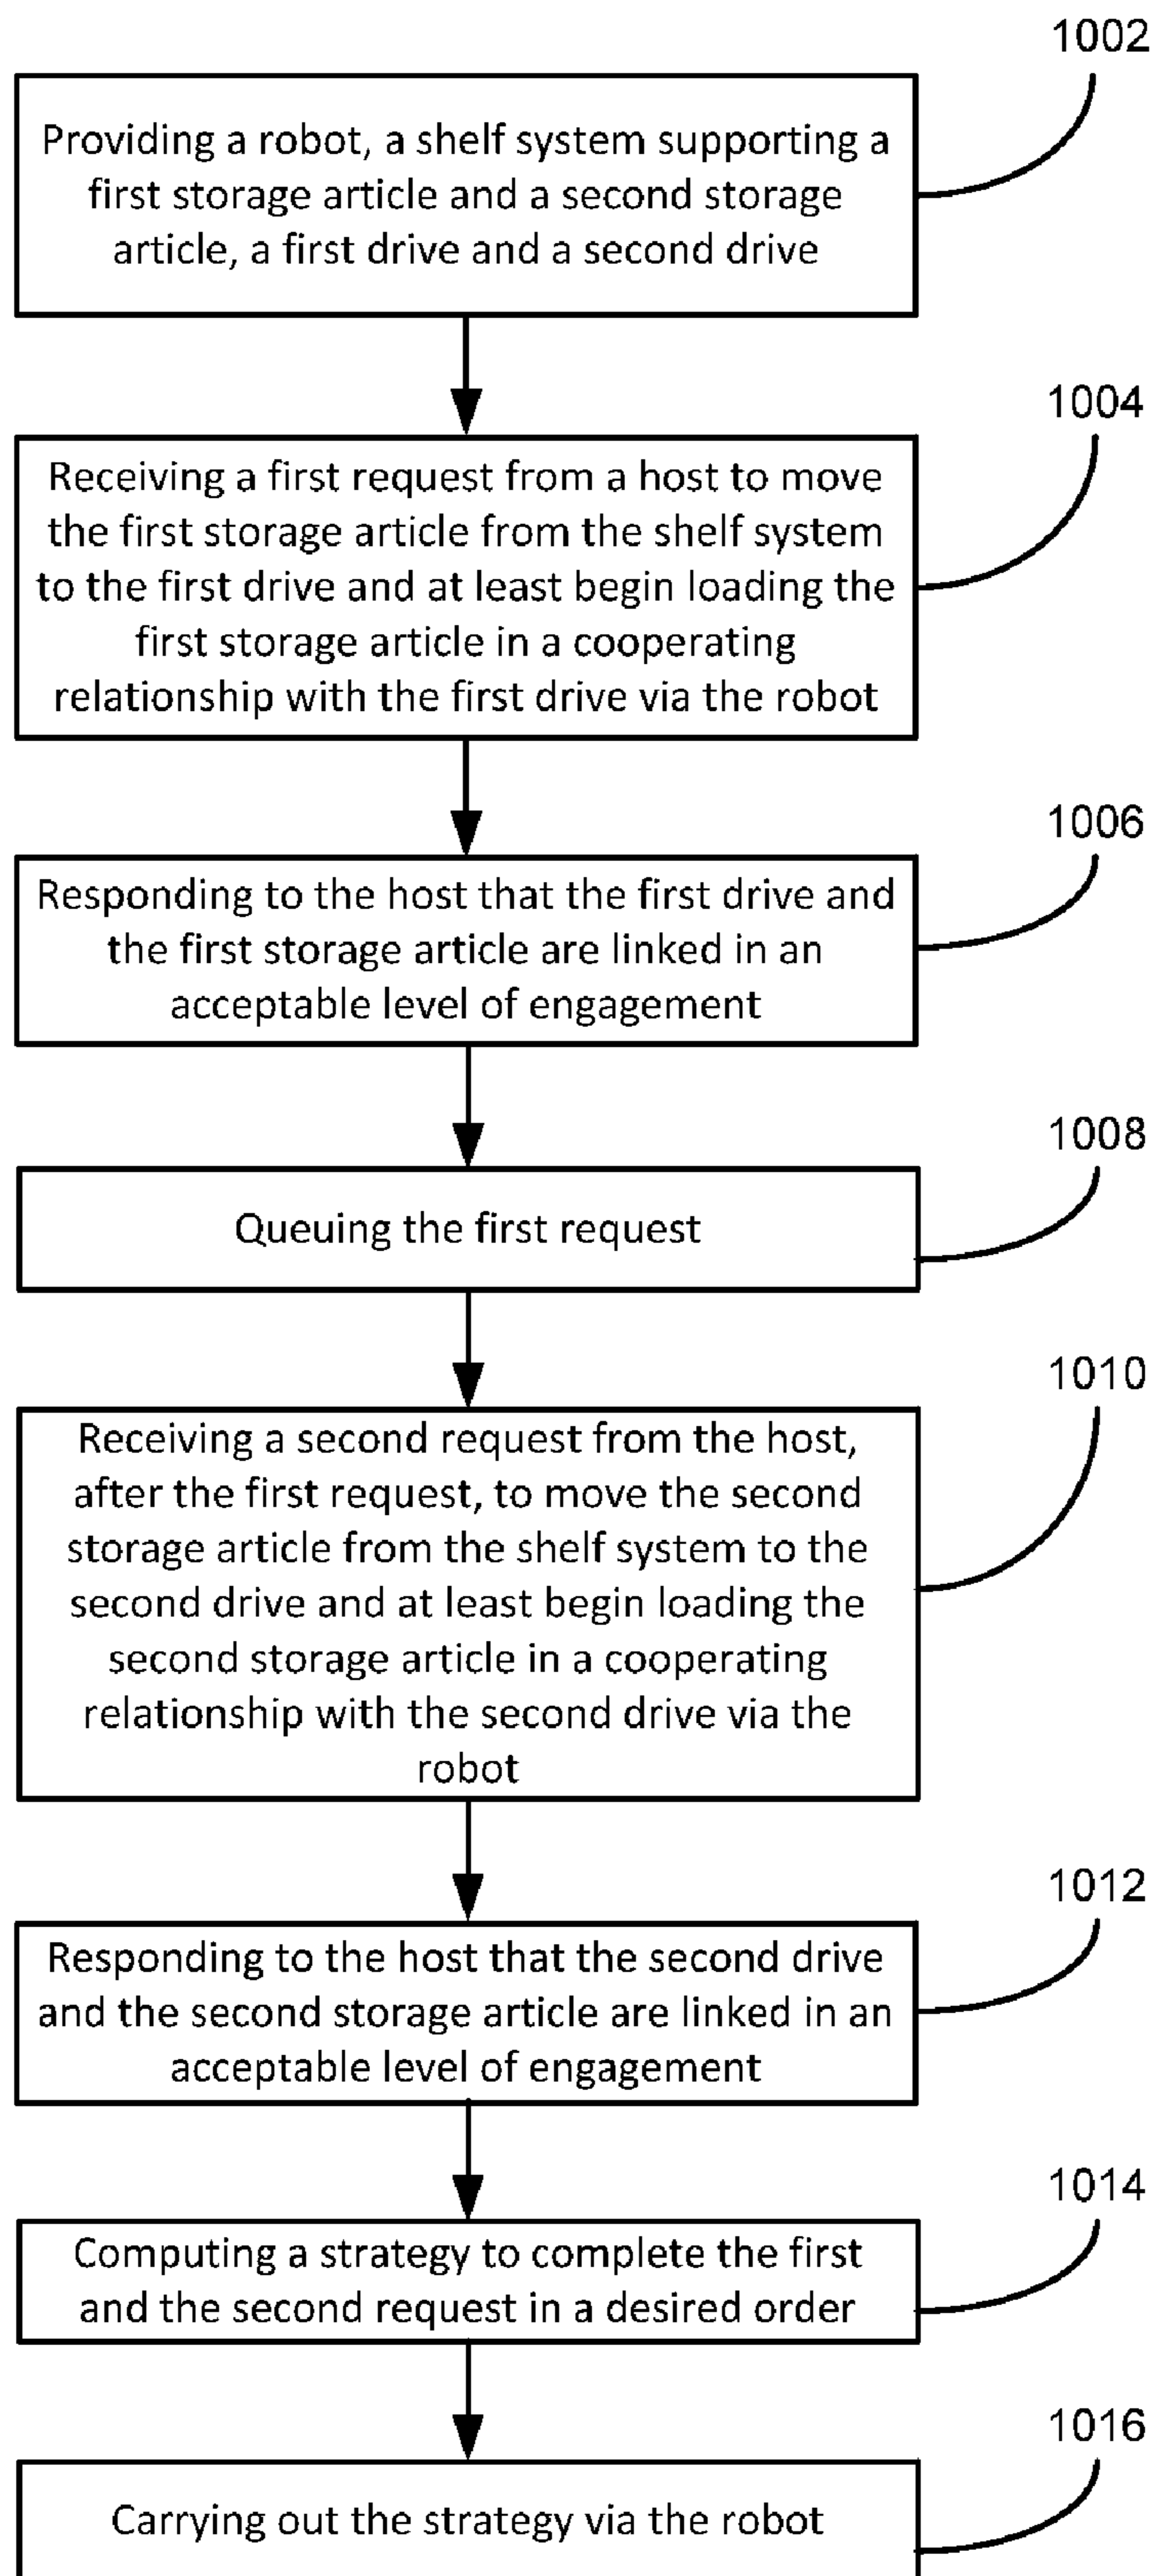 1002
Providing a robot, a shelf system supporting a
first storage article and a second storage
article, a first drive and a second drive
1004
Receiving a first request from a host to move
the first storage article from the shelf system
to the first drive and at least begin loading the
first storage article in a cooperating
relationship with the first drive via the robot
1006
Responding to the host that the first drive and
the first storage article are linked in an
acceptable level of engagement
1008
Queuing the first request
1010
Receiving a second request from the host,
after the first request, to move the second
storage article from the shelf system to the
second drive and at least begin loading the
second storage article in a cooperating
relationship with the second drive via the
robot
1012
Responding to the host that the second drive
and the second storage article are linked in an
acceptable level of engagement
1014
Computing a strategy to complete the first
and the second request in a desired order
1016
Carrying out the strategy via the robot